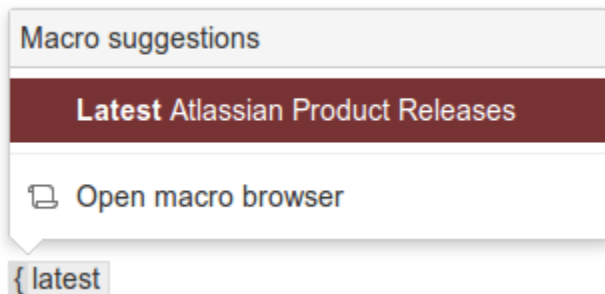 Macro suggestions
Latest Atlassian Product Releases
Open macro browser
{ latest